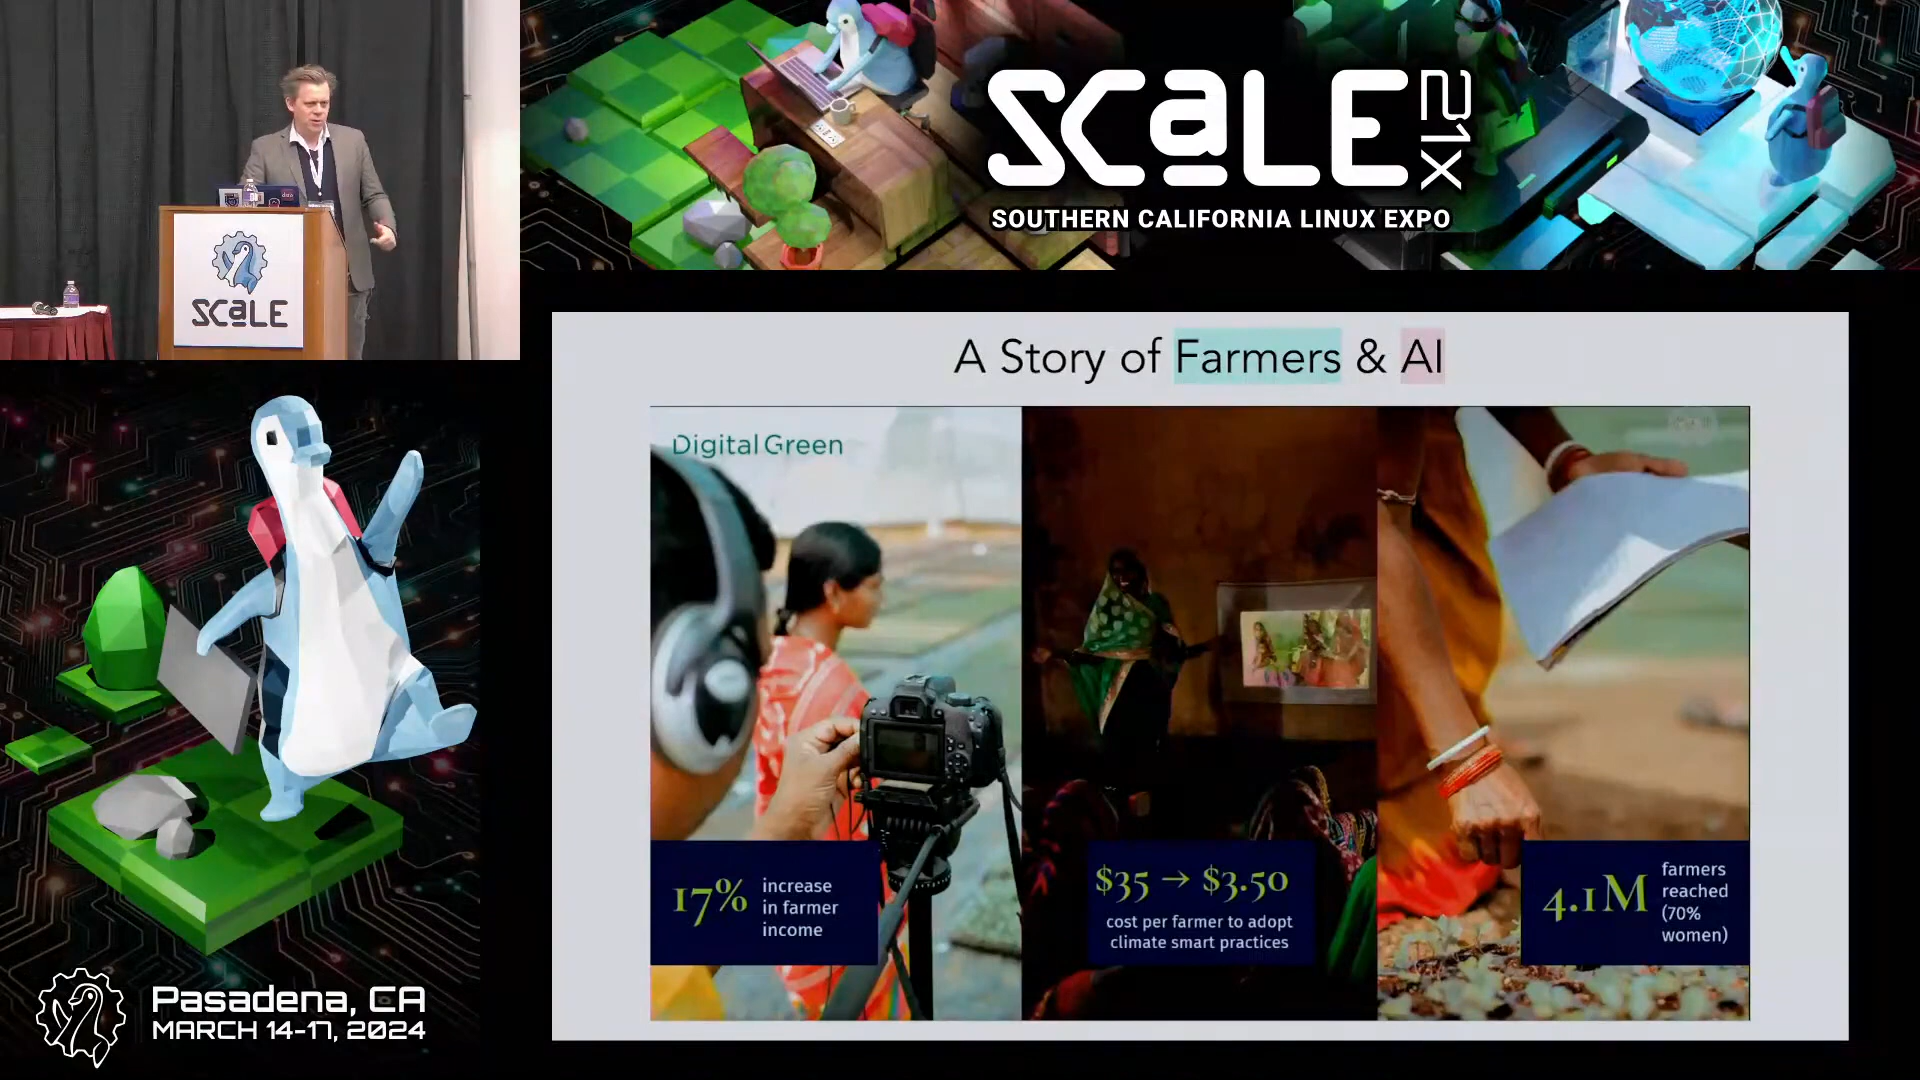 SCaLE
21X
SOUTHERN CALIFORNIA LINUX EXPO
SCaLE
A Story of Farmers & AI
Digital Green
17%
increase
in farmer
income
$35 → $3.50
cost per farmer to adopt
climate smart practices
4.1M
farmers
reached
(70%
women)
Pasadena, CA
MARCH 14-17, 2024